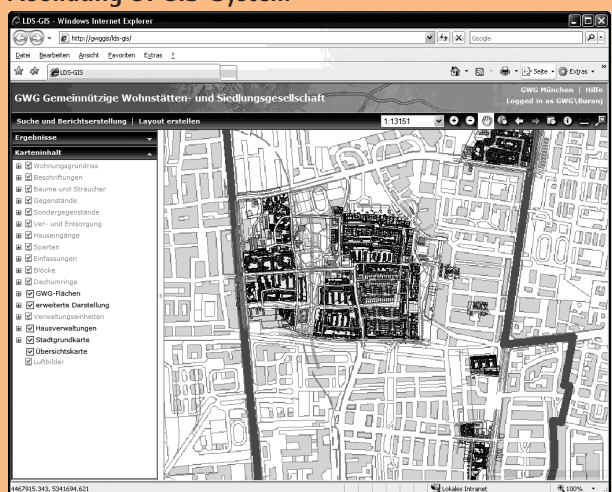 Abbildung 3: GIS-System
LDS-GIS - Windows Internet Explorer
http://gwggis/lds-gis/
Google
Datei Bearbeiten Ansicht Favoriten Extras ?
LDS-GIS
Seite Extras
GWG München | Hilfe
GWG Gemeinnützige Wohnstätten- und Siedlungsgesellschaft
Logged in as GWG\Buranj
Suche und Berichtserstellung | Layout erstellen
1:13151
Ergebnisse
Karteninhalt
Wohnungsgrundriss
Beschriftungen
Bäume und Sträucher
Gegenstände
Sondergegenstände
Ver- und Entsorgung
Hauseingänge
Sparten
Einfassungen
Blöcke
Dachumringe
GWG-Flächen
erweiterte Darstellung
Verwaltungseinheiten
Hausverwaltungen
Stadtgrundkarte
Übersichtskarte
Luftbilder
4467915.343, 5341694.621
Lokales Intranet
100%